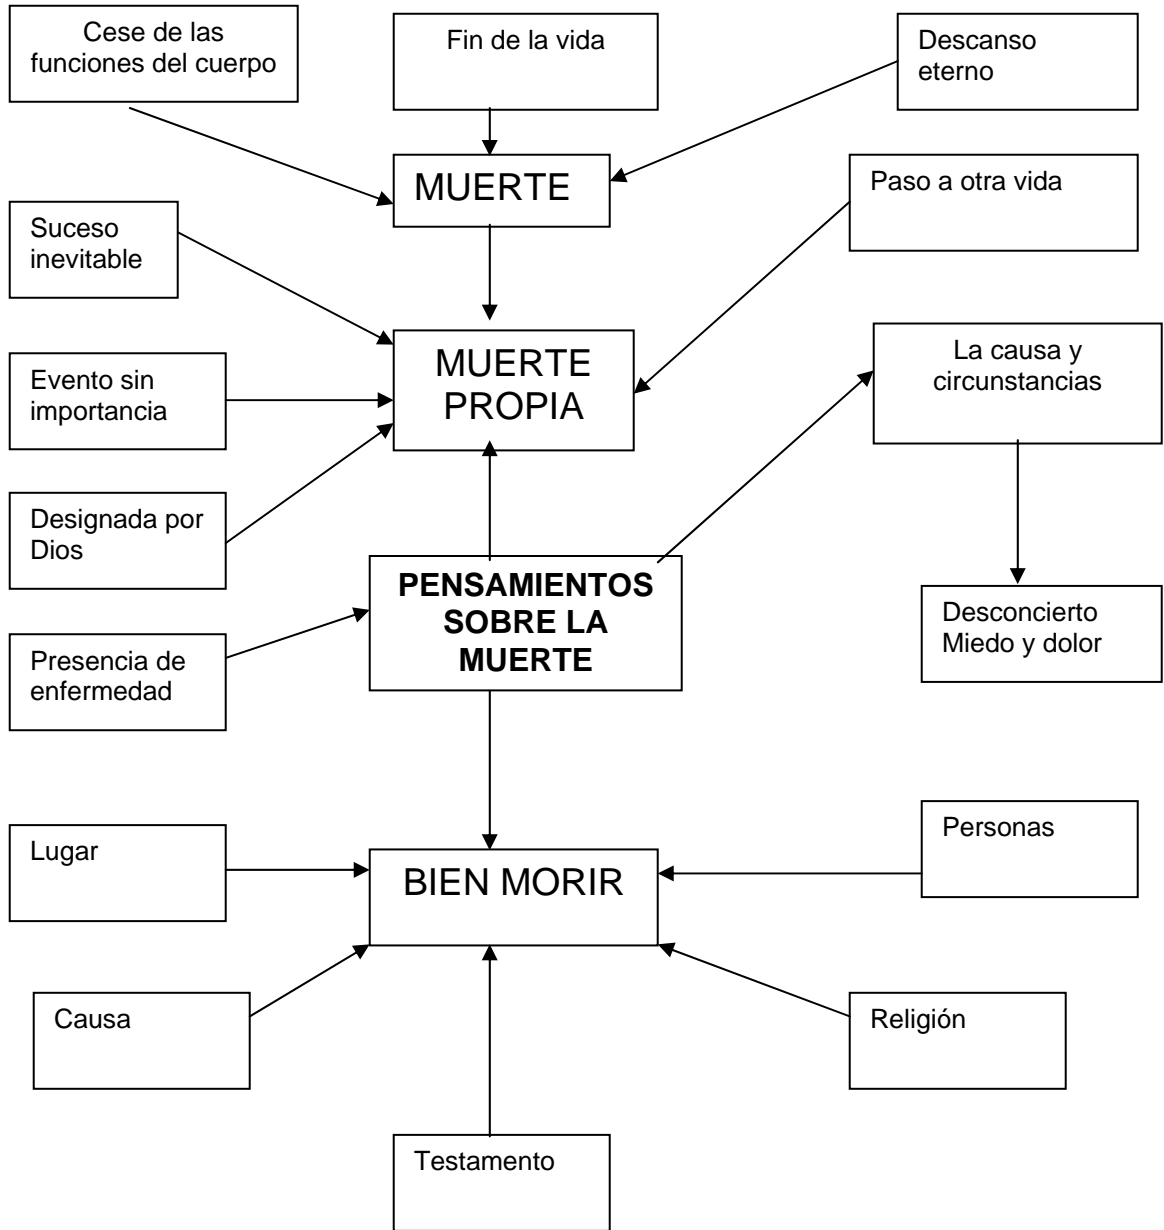 Cese de las
funciones del cuerpo
Fin de la vida
Descanso
eterno
MUERTE
Paso a otra vida
Suceso
inevitable
MUERTE
PROPIA
La causa y
circunstancias
Evento sin
importancia
Designada por
Dios
PENSAMIENTOS
SOBRE LA
MUERTE
Desconcierto
Miedo y dolor
Presencia de
enfermedad
Lugar
BIEN MORIR
Personas
Causa
Religión
Testamento